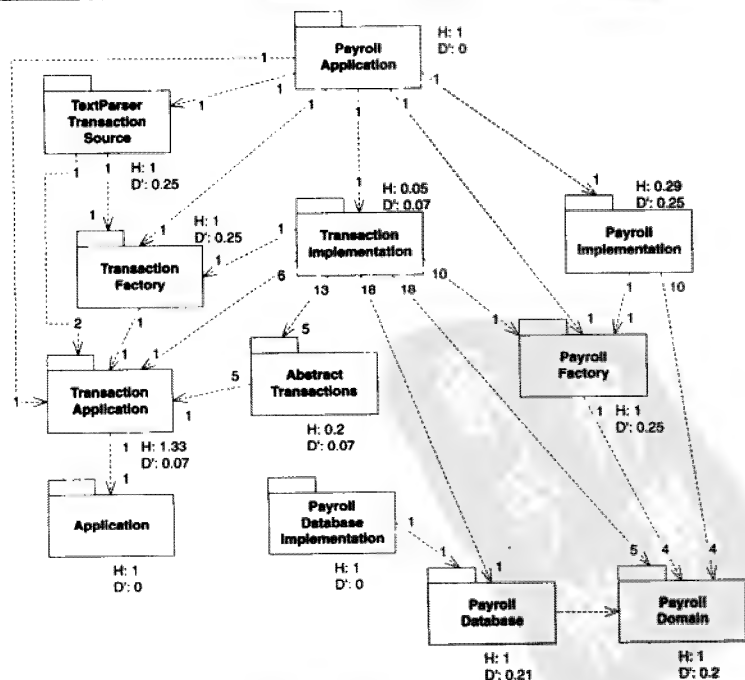 Payroll
Application
H: 1
D': 0
1
1
1
1
1
1
TextParser
Transaction
Source
1
1
1
1
1
1
H: 1
D': 0.25
H: 0.05
D': 0.07
1
H: 0.29
D': 0.25
1
1
H: 1
D': 0.25
1
Transaction
Factory
1
Transaction
Implementation
Payroll
Implementation
6
13
18
18
10
1
10
2
1
1
1
5
1
1
1
Transaction
Application
5
1
Abstract
Transactions
Payroll
Factory
1
1
H: 1.33
D': 0.07
H: 0.2
D': 0.07
1
H: 1
D': 0.25
1
Application
Payroll
Database
Implementation
1
1
5
4
4
H: 1
D': 0
H: 1
D': 0
1
Payroll
Database
Payroll
Domain
H: 1
D': 0.21
H: 1
D': 0.2